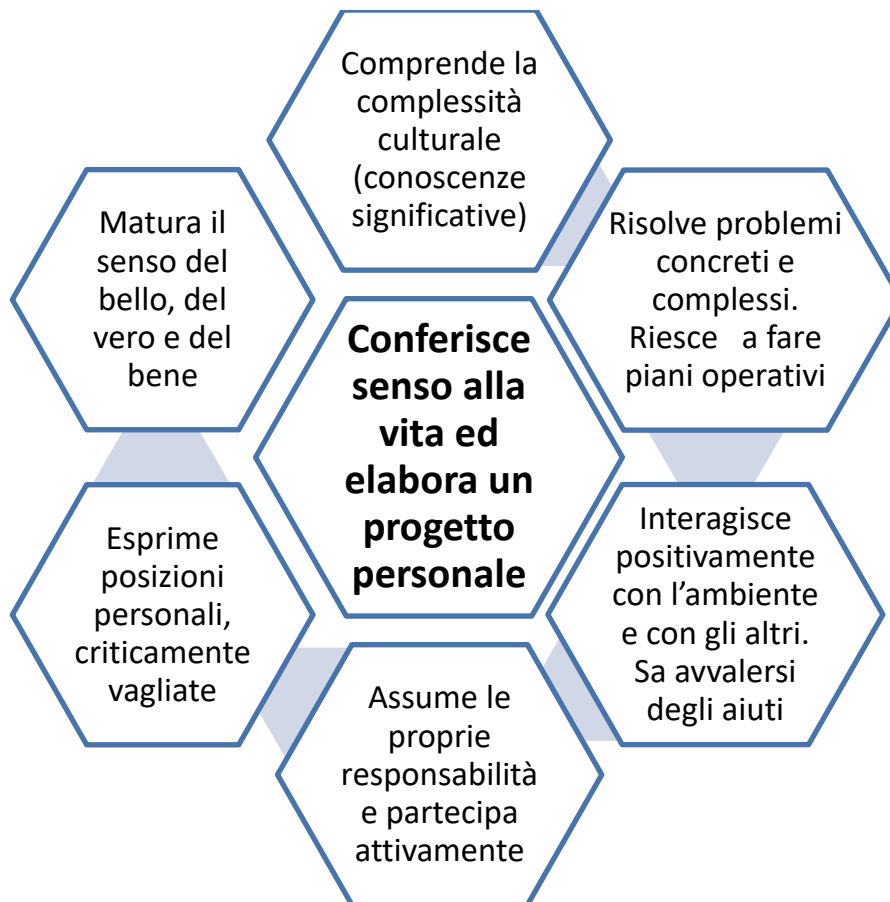 Comprende la
complessità
culturale
(conoscenze
significative)
Risolve problemi
concreti e
complessi.
Riesce a fare
piani operativi
Interagisce
positivamente
con l’ambiente
e con gli altri.
Sa avvalersi
degli aiuti
Assume le
proprie
responsabilità
e partecipa
attivamente
Esprime
posizioni
personali,
criticamente
vagliate
Matura il
senso del
bello, del
vero e del
bene
Conferisce
senso alla
vita ed
elabora un
progetto
personale